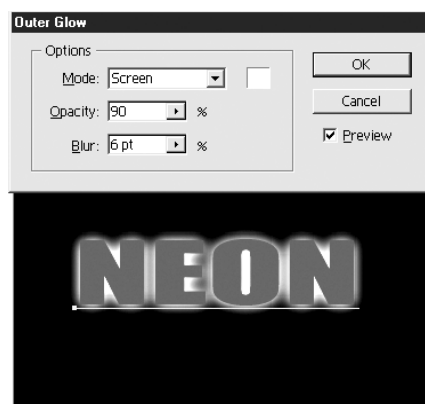 Outer Glow
Options
Mode: Screen
OK
Opacity: 90 %
Cancel
Blur: 6 pt %
Preview
NEON